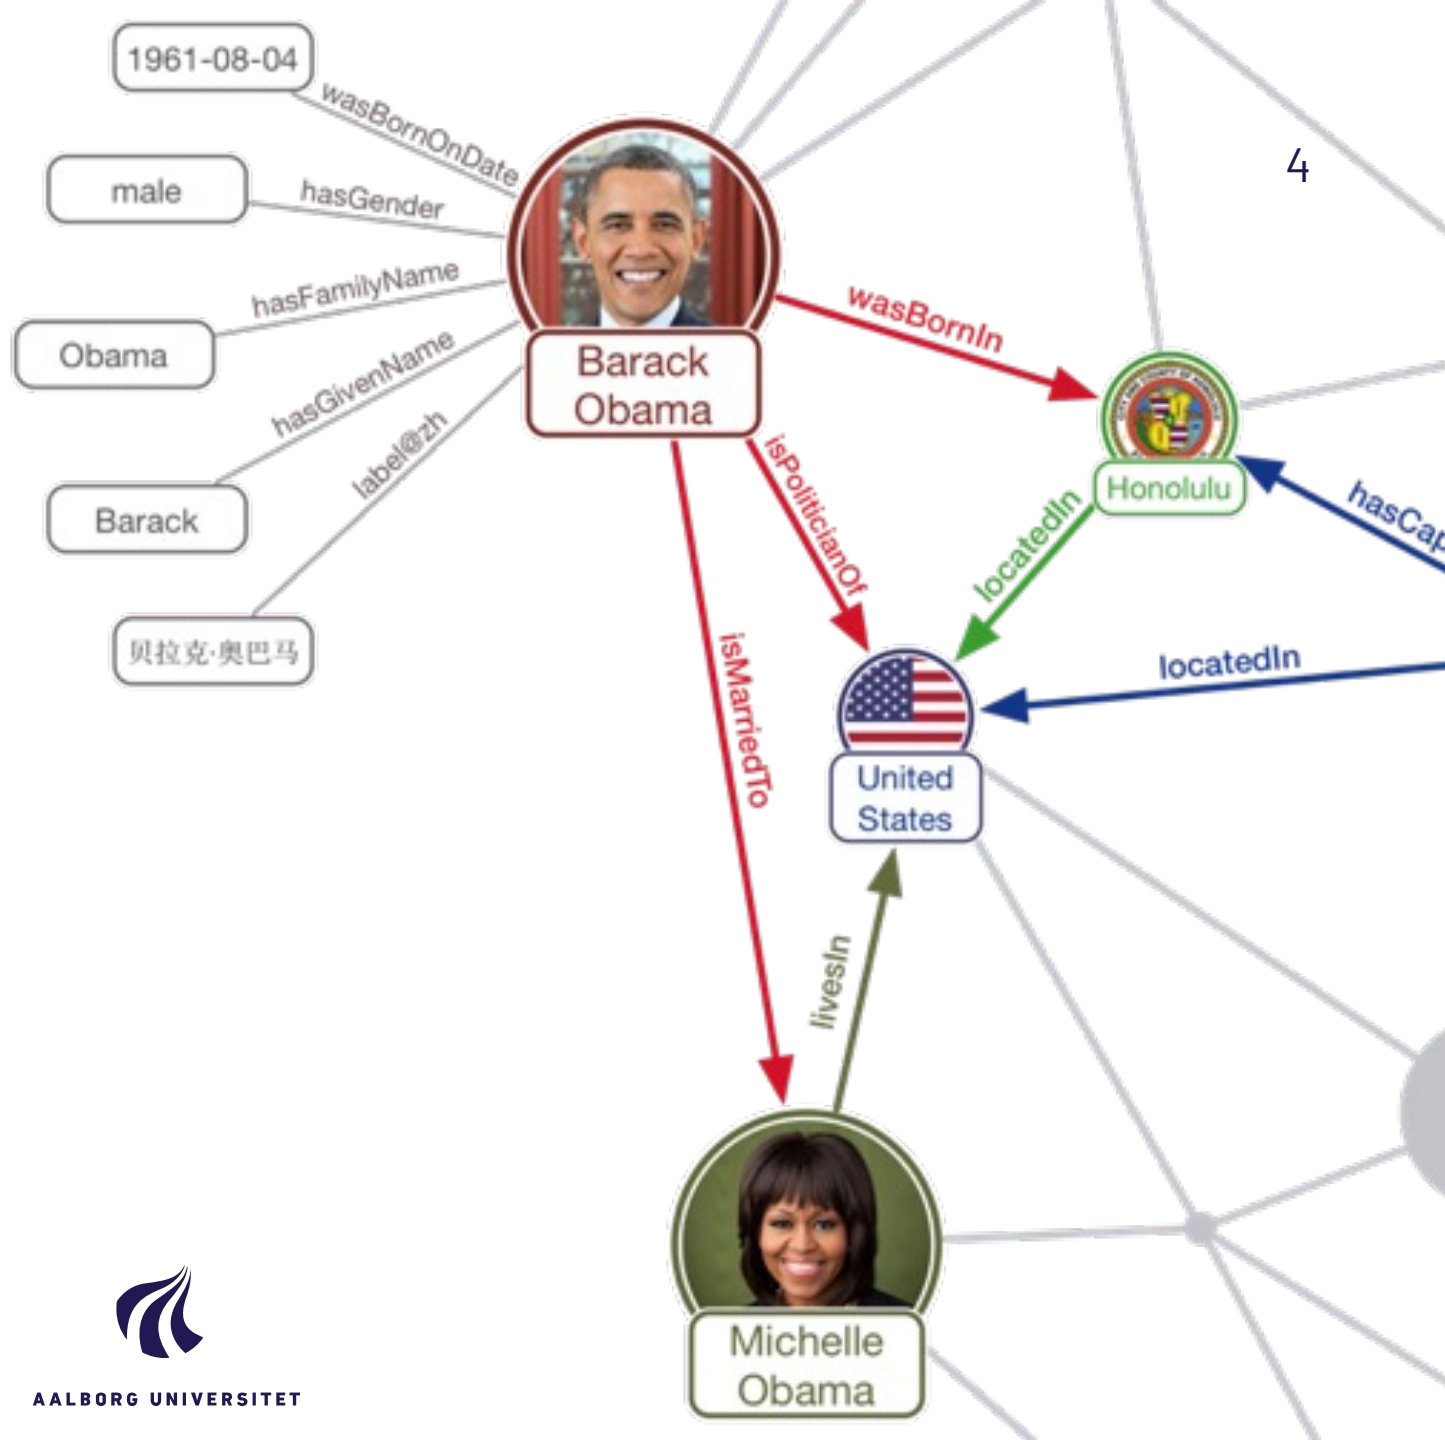 1961-08-04
wasBornOnDate
4
male
hasGender
hasFamilyName
Obama
wasBornIn
Barack
Obama
hasGivenName
label@zh
isPoliticianOf
Honolulu
hasCap
Barack
locatedIn
贝拉克·奥巴马
isMarriedTo
locatedIn
United
States
livesIn
Michelle
Obama
AALBORG UNIVERSITET